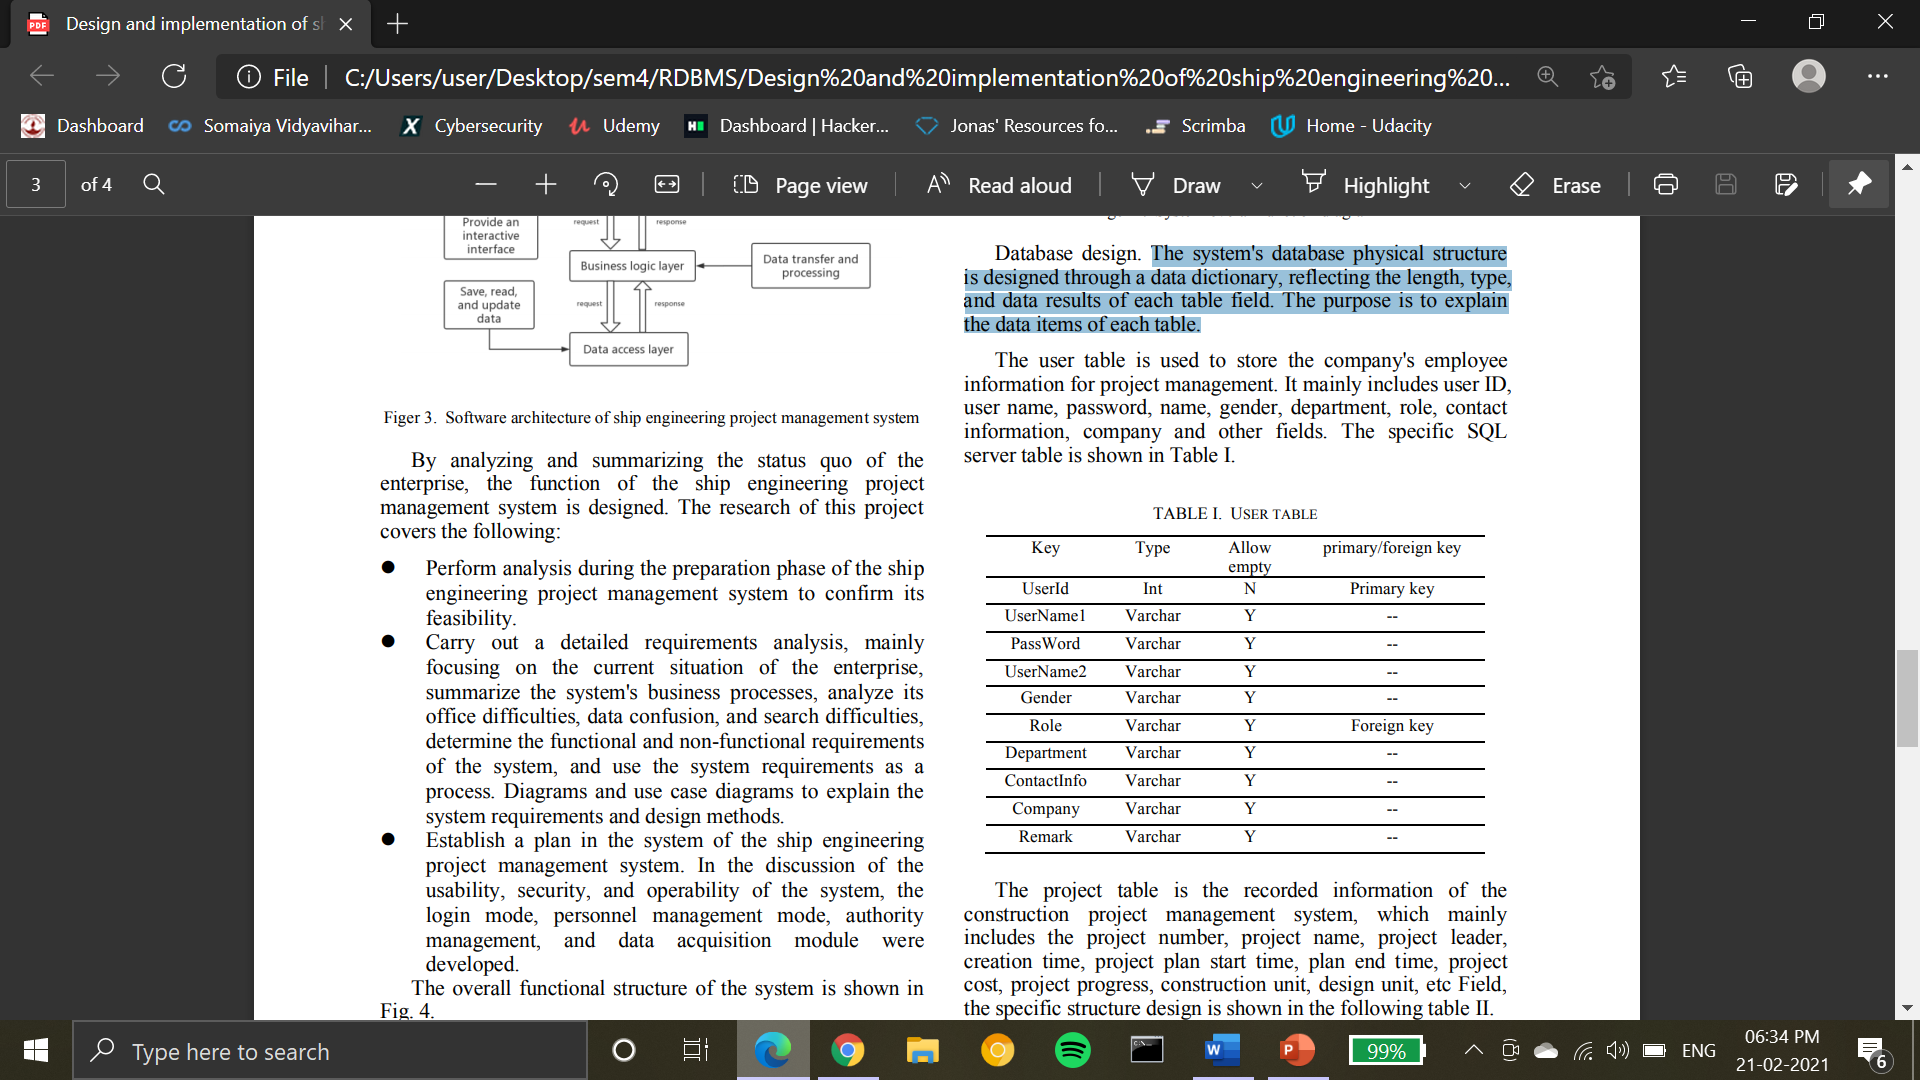 Design and implementation of sh
File
C:/Users/user/Desktop/sem4/RDBMS/Design%20and%20implementation%20of%20ship%20engineering%20...
Dashboard
Somaiya Vidyavihar...
Cybersecurity
Udemy
Dashboard | Hacker...
Jonas' Resources fo...
Scrimba
Home - Udacity
3 of 4
Page view
Read aloud
Draw
Highlight
Erase
Provide an
interactive
interface
request
response
Business logic layer
Data transfer and
processing
Save, read,
and update
data
request
response
Data access layer
Figer 3. Software architecture of ship engineering project management system
By analyzing and summarizing the status quo of the
enterprise, the function of the ship engineering project
management system is designed. The research of this project
covers the following:
● Perform analysis during the preparation phase of the ship
engineering project management system to confirm its
feasibility.
● Carry out a detailed requirements analysis, mainly
focusing on the current situation of the enterprise,
summarize the system's business processes, analyze its
office difficulties, data confusion, and search difficulties,
determine the functional and non-functional requirements
of the system, and use the system requirements as a
process. Diagrams and use case diagrams to explain the
system requirements and design methods.
● Establish a plan in the system of the ship engineering
project management system. In the discussion of the
usability, security, and operability of the system, the
login mode, personnel management mode, authority
management, and data acquisition module were
developed.
The overall functional structure of the system is shown in
Fig. 4.
Database design. The system's database physical structure
is designed through a data dictionary, reflecting the length, type,
and data results of each table field. The purpose is to explain
the data items of each table.
The user table is used to store the company's employee
information for project management. It mainly includes user ID,
user name, password, name, gender, department, role, contact
information, company and other fields. The specific SQL
server table is shown in Table I.
TABLE I. USER TABLE
Key Type Allow empty primary/foreign key
UserId Int N Primary key
UserName1 Varchar Y --
PassWord Varchar Y --
UserName2 Varchar Y --
Gender Varchar Y --
Role Varchar Y Foreign key
Department Varchar Y --
ContactInfo Varchar Y --
Company Varchar Y --
Remark Varchar Y --
The project table is the recorded information of the
construction project management system, which mainly
includes the project number, project name, project leader,
creation time, project plan start time, plan end time, project
cost, project progress, construction unit, design unit, etc Field,
the specific structure design is shown in the following table II.
Type here to search
99%
ENG
06:34 PM
21-02-2021
6